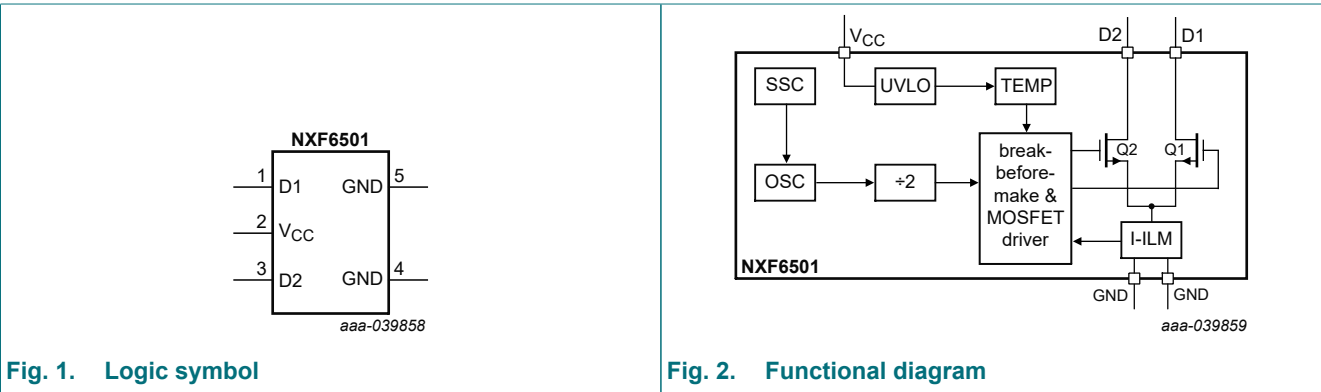 NXF6501
1
D1
GND
5
2
VCC
3
D2
GND
4
aaa-039858
Fig. 1. Logic symbol
VCC
D2
D1
SSC
UVLO
TEMP
Q2
Q1
OSC
÷2
break-
before-
make &
MOSFET
driver
I-ILM
NXF6501
GND
GND
aaa-039859
Fig. 2. Functional diagram